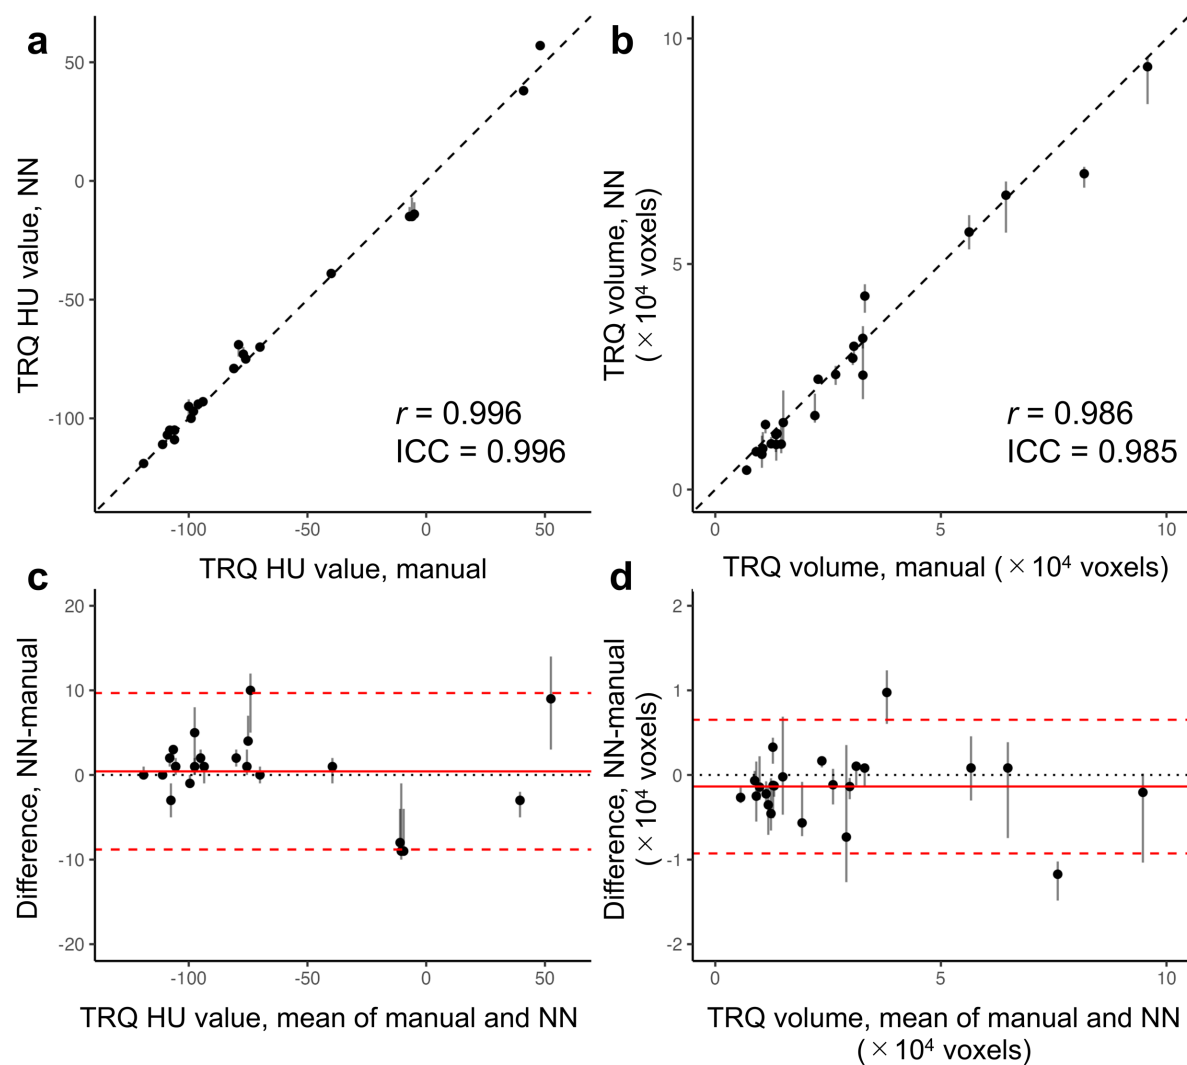 a
50
0
-50
-100
TRQ HU value, NN
r = 0.996
ICC = 0.996
-100 -50 0 50
TRQ HU value, manual
b
10
5
0
TRQ volume, NN
(×10⁴ voxels)
r = 0.986
ICC = 0.985
0 5 10
TRQ volume, manual (×10⁴ voxels)
c
20
10
0
-10
-20
Difference, NN-manual
-100 -50 0 50
TRQ HU value, mean of manual and NN
d
2
1
0
-1
-2
Difference, NN-manual
(×10⁴ voxels)
0 5 10
TRQ volume, mean of manual and NN
(×10⁴ voxels)